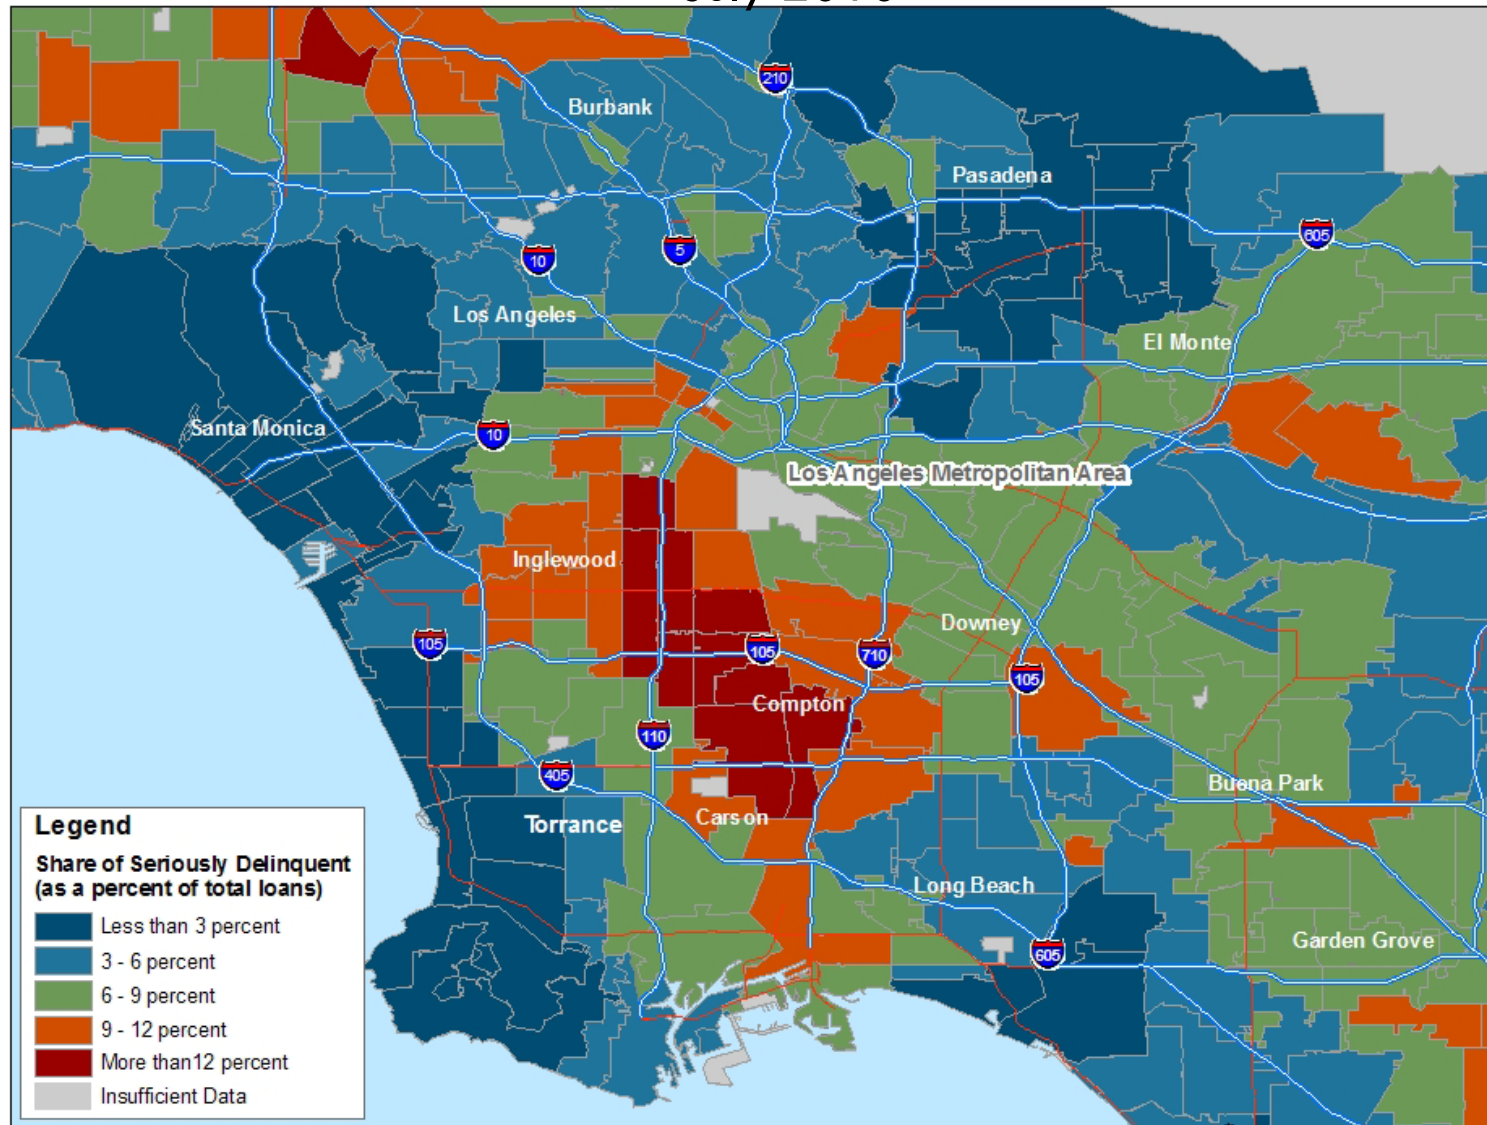 210
Burbank
Pasadena
605
10
5
Los Angeles
El Monte
Santa Monica
10
Los Angeles Metropolitan Area
Inglewood
Downey
105
105
710
105
Compton
110
405
Buena Park
Carson
Torrance
Long Beach
Garden Grove
605
Legend
Share of Seriously Delinquent
(as a percent of total loans)
Less than 3 percent
3 - 6 percent
6 - 9 percent
9 - 12 percent
More than12 percent
Insufficient Data